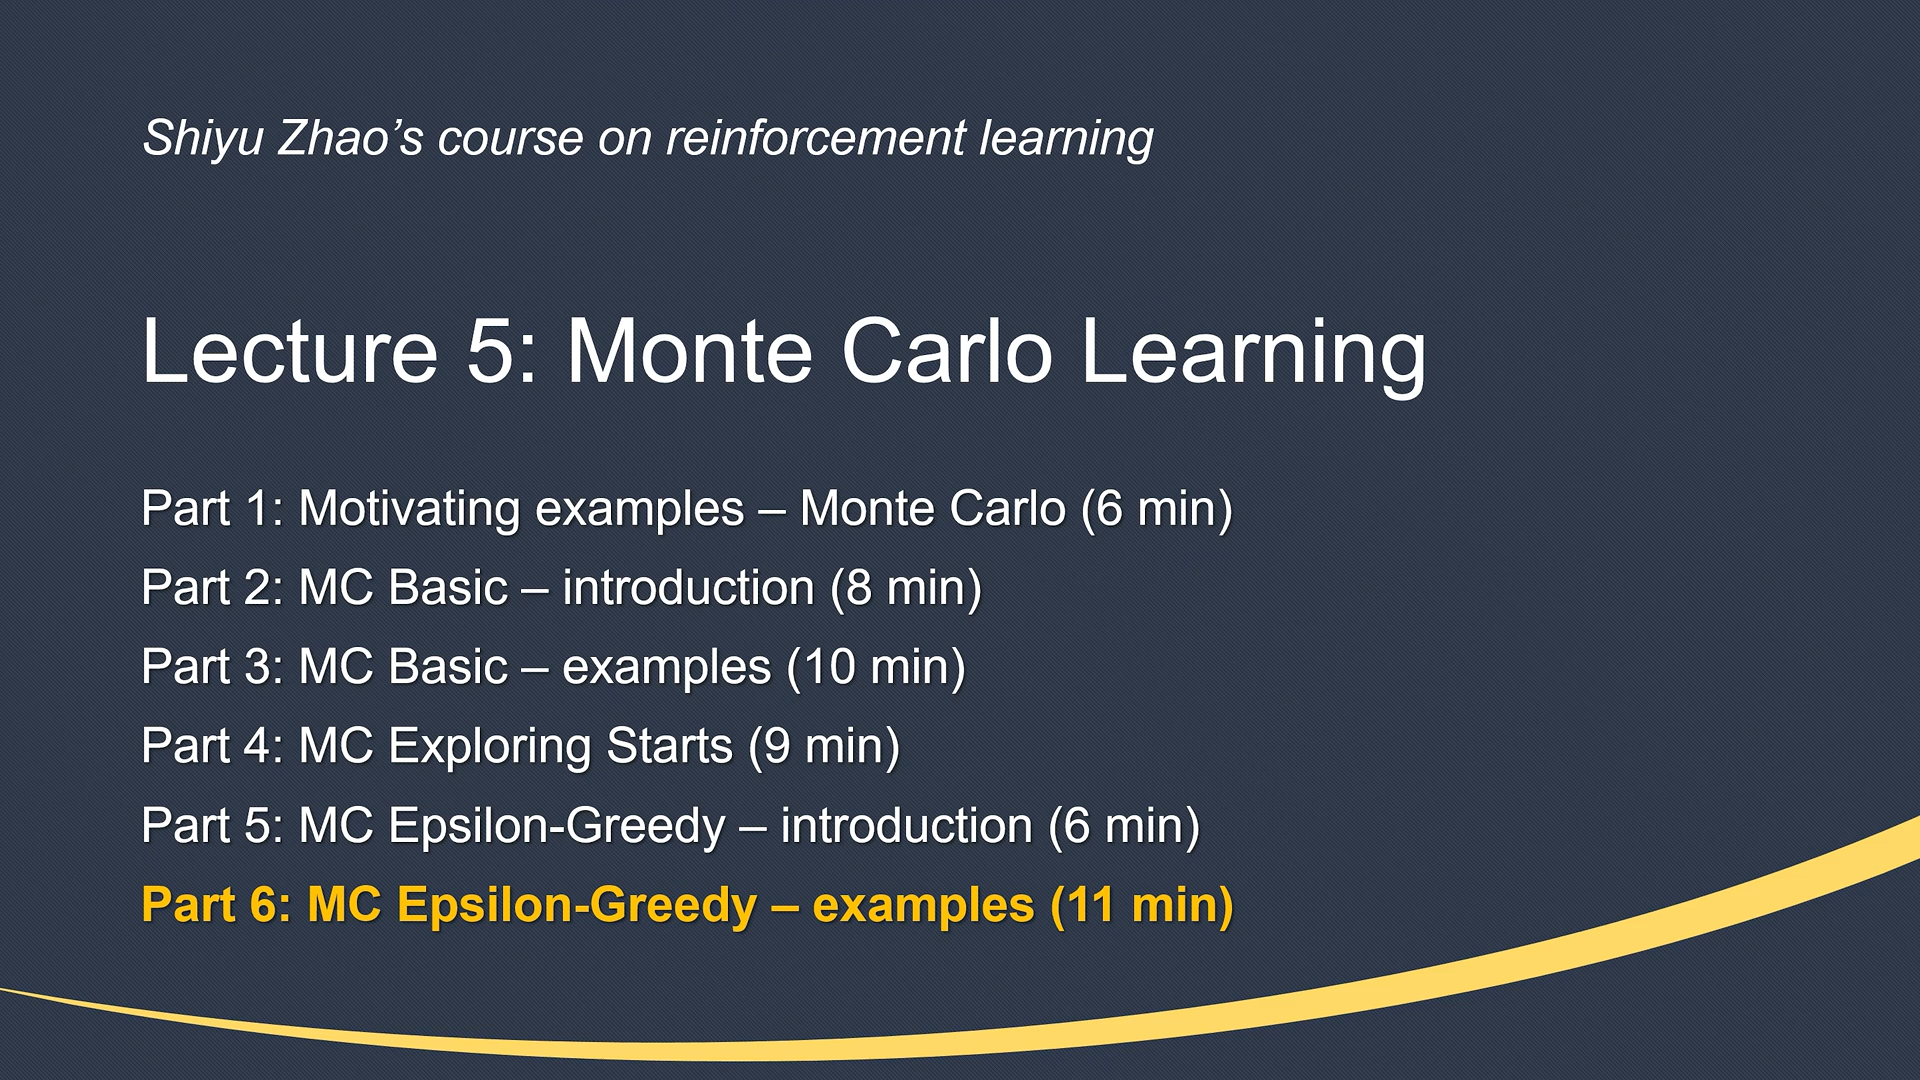 Shiyu Zhao’s course on reinforcement learning
Lecture 5: Monte Carlo Learning
Part 1: Motivating examples – Monte Carlo (6 min)
Part 2: MC Basic – introduction (8 min)
Part 3: MC Basic – examples (10 min)
Part 4: MC Exploring Starts (9 min)
Part 5: MC Epsilon-Greedy – introduction (6 min)
Part 6: MC Epsilon-Greedy – examples (11 min)